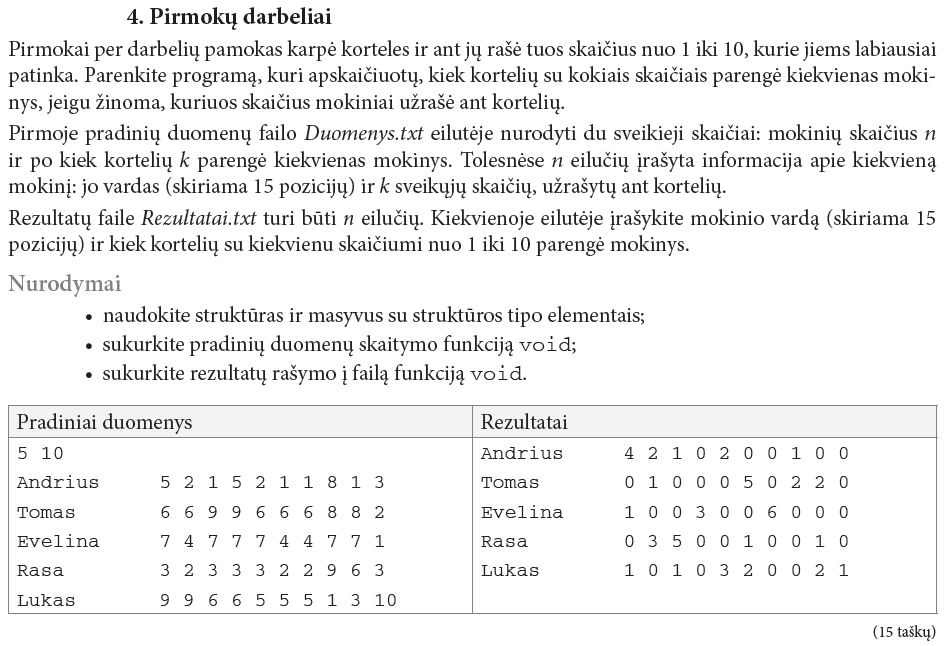 4. Pirmokų darbeliai
Pirmokai per darbelių pamokas karpė korteles ir ant jų rašė tuos skaičius nuo 1 iki 10, kurie jiems labiausiai
patinka. Parenkite programą, kuri apskaičiuotų, kiek kortelių su kokiais skaičiais parengė kiekvienas moki-
nys, jeigu žinoma, kuriuos skaičius mokiniai užrašė ant kortelių.
Pirmoje pradinių duomenų failo Duomenys.txt eilutėje nurodyti du sveikieji skaičiai: mokinių skaičius n
ir po kiek kortelių k parengė kiekvienas mokinys. Tolesnėse n eilučių įrašyta informacija apie kiekvieną
mokinį: jo vardas (skiriama 15 pozicijų) ir k sveikųjų skaičių, užrašytų ant kortelių.
Rezultatų faile Rezultatai.txt turi būti n eilučių. Kiekvienoje eilutėje įrašykite mokinio vardą (skiriama 15
pozicijų) ir kiek kortelių su kiekvienu skaičiumi nuo 1 iki 10 parengė mokinys.
Nurodymai
• naudokite struktūras ir masyvus su struktūros tipo elementais;
• sukurkite pradinių duomenų skaitymo funkciją void;
• sukurkite rezultatų rašymo į failą funkciją void.
Pradiniai duomenys
5 10
Andrius 5 2 1 5 2 1 1 8 1 3
Tomas 6 6 9 9 6 6 6 8 8 2
Evelina 7 4 7 7 7 4 4 7 7 1
Rasa 3 2 3 3 3 2 2 9 6 3
Lukas 9 9 6 6 5 5 5 1 3 10
Rezultatai
Andrius 4 2 1 0 2 0 0 1 0 0
Tomas 0 1 0 0 0 5 0 2 2 0
Evelina 1 0 0 3 0 0 6 0 0 0
Rasa 0 3 5 0 0 1 0 0 1 0
Lukas 1 0 1 0 3 2 0 0 2 1
(15 taškų)